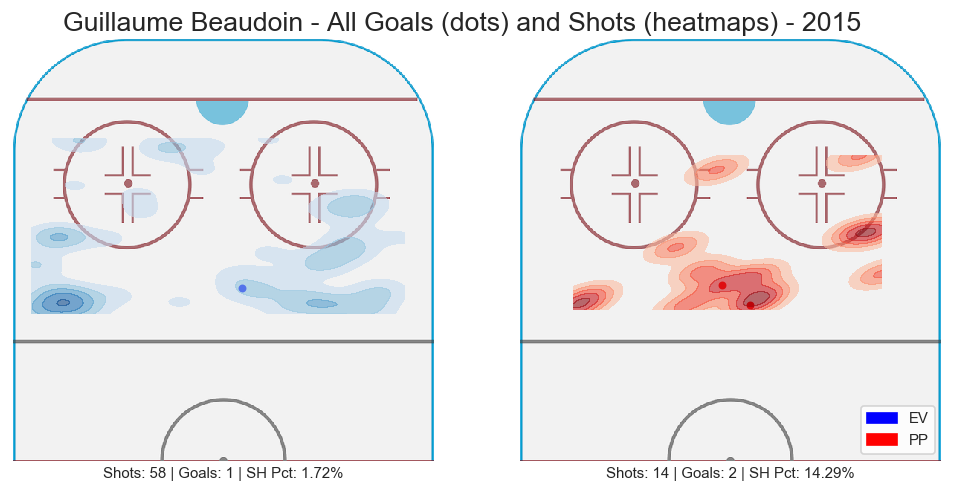 Guillaume Beaudoin - All Goals (dots) and Shots (heatmaps) - 2015
EV
PP
Shots: 58 | Goals: 1 | SH Pct: 1.72%
Shots: 14 | Goals: 2 | SH Pct: 14.29%